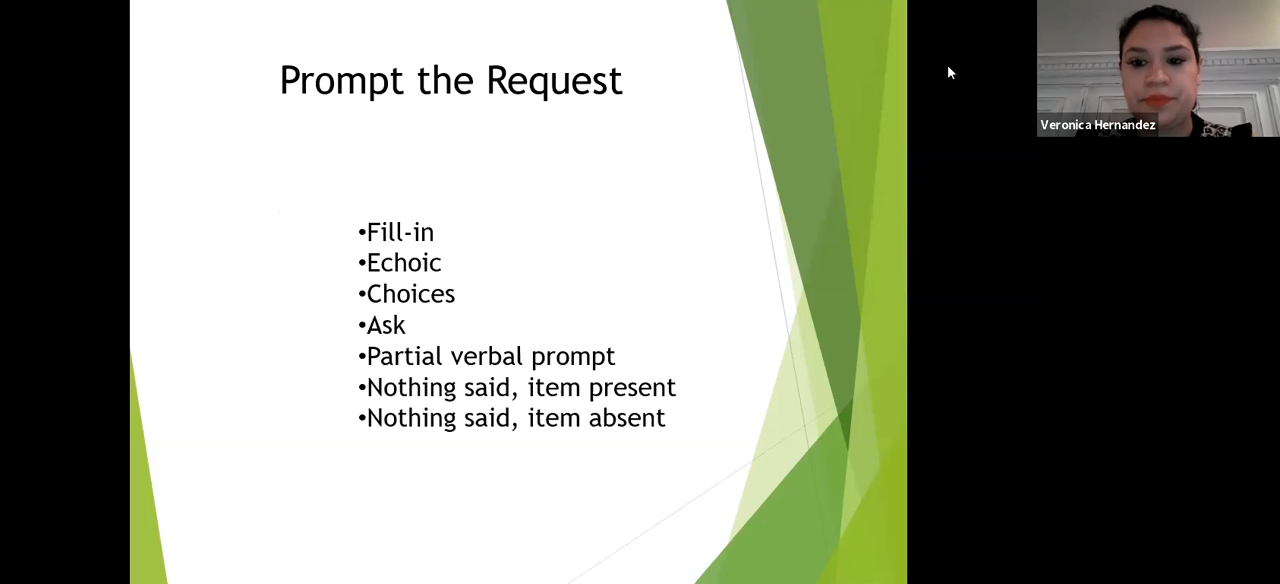 Prompt the Request
•Fill-in
•Echoic
•Choices
•Ask
•Partial verbal prompt
•Nothing said, item present
•Nothing said, item absent
Veronica Hernandez